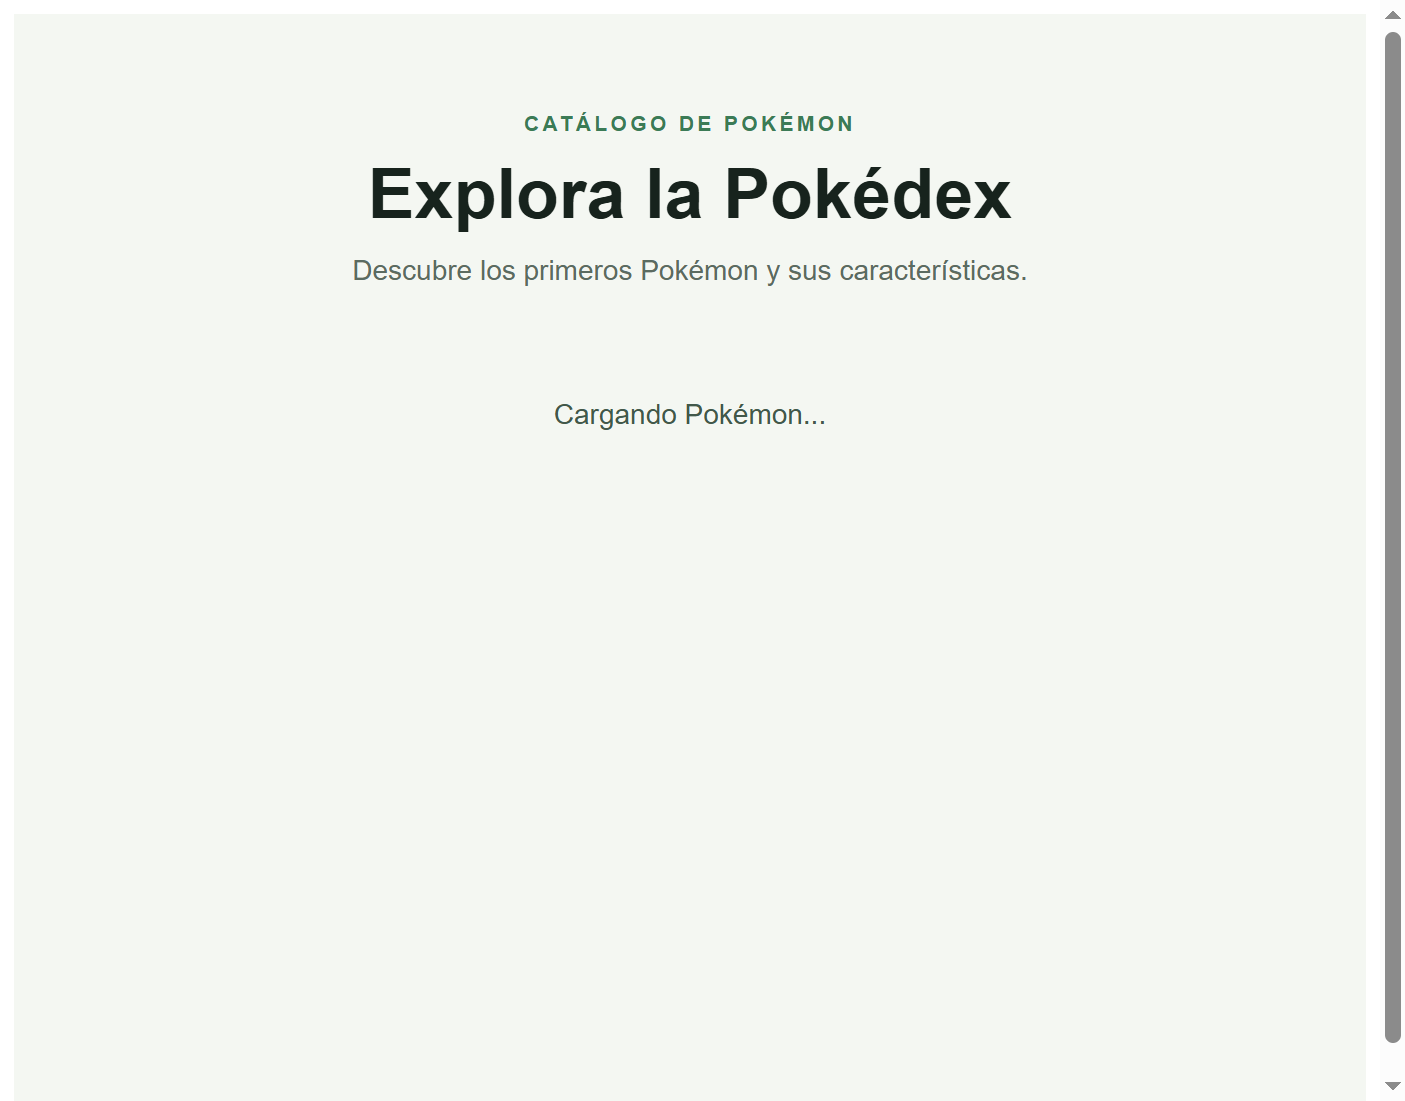 CATÁLOGO DE POKÉMON
Explora la Pokédex
Descubre los primeros Pokémon y sus características.
Cargando Pokémon...